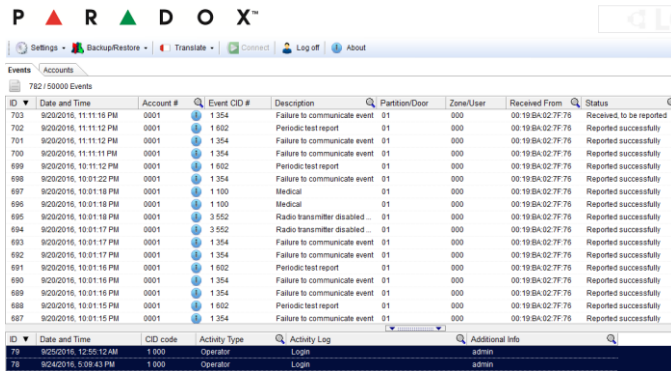 PARADOX™
Settings Backup/Restore Translate Connect Log off About
Events Accounts
782 / 50000 Events
ID Date and Time Account # Event CID # Description Partition/Door Zone/User Received From Status
703 9/20/2016, 11:11:16 PM 0001 1 354 Failure to communicate event 01 000 00:19:BA:02:7F:76 Received, to be reported
702 9/20/2016, 11:11:12 PM 0001 1 602 Periodic test report 01 000 00:19:BA:02:7F:76 Reported successfully
701 9/20/2016, 11:11:12 PM 0001 1 354 Failure to communicate event 01 000 00:19:BA:02:7F:76 Reported successfully
700 9/20/2016, 11:11:11 PM 0001 1 354 Failure to communicate event 01 000 00:19:BA:02:7F:76 Reported successfully
699 9/20/2016, 10:11:12 PM 0001 1 602 Periodic test report 01 000 00:19:BA:02:7F:76 Reported successfully
698 9/20/2016, 10:01:22 PM 0001 1 354 Failure to communicate event 01 000 00:19:BA:02:7F:76 Reported successfully
697 9/20/2016, 10:01:18 PM 0001 1 100 Medical 01 000 00:19:BA:02:7F:76 Reported successfully
696 9/20/2016, 10:01:18 PM 0001 1 100 Medical 01 000 00:19:BA:02:7F:76 Reported successfully
695 9/20/2016, 10:01:18 PM 0001 3 552 Radio transmitter disabled ... 01 000 00:19:BA:02:7F:76 Reported successfully
694 9/20/2016, 10:01:17 PM 0001 3 552 Radio transmitter disabled ... 01 000 00:19:BA:02:7F:76 Reported successfully
693 9/20/2016, 10:01:17 PM 0001 1 354 Failure to communicate event 01 000 00:19:BA:02:7F:76 Reported successfully
692 9/20/2016, 10:01:17 PM 0001 1 354 Failure to communicate event 01 000 00:19:BA:02:7F:76 Reported successfully
691 9/20/2016, 10:01:16 PM 0001 1 602 Periodic test report 01 000 00:19:BA:02:7F:76 Reported successfully
690 9/20/2016, 10:01:16 PM 0001 1 354 Failure to communicate event 01 000 00:19:BA:02:7F:76 Reported successfully
689 9/20/2016, 10:01:16 PM 0001 1 354 Failure to communicate event 01 000 00:19:BA:02:7F:76 Reported successfully
688 9/20/2016, 10:01:15 PM 0001 1 602 Periodic test report 01 000 00:19:BA:02:7F:76 Reported successfully
687 9/20/2016, 10:01:15 PM 0001 1 354 Failure to communicate event 01 000 00:19:BA:02:7F:76 Reported successfully
ID Date and Time CID code Activity Type Activity Log Additional Info
79 9/25/2016, 12:55:12 AM 1 000 Operator Login admin
78 9/24/2016, 5:09:43 PM 1 000 Operator Login admin